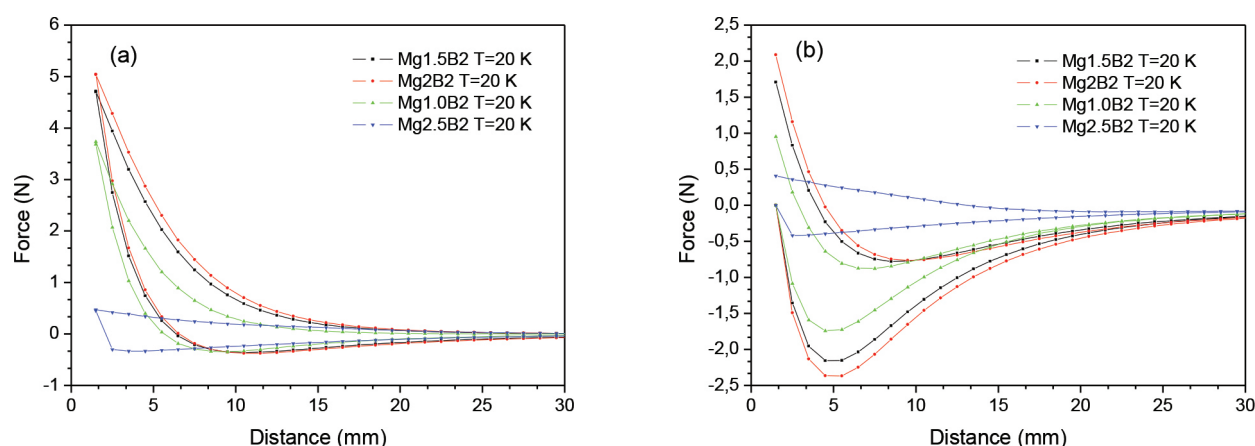 (a)
Mg1.5B2 T=20 K
Mg2B2 T=20 K
Mg1.0B2 T=20 K
Mg2.5B2 T=20 K
Force (N)
6
5
4
3
2
1
0
-1
0 5 10 15 20 25 30
Distance (mm)
(b)
Mg1.5B2 T=20 K
Mg2B2 T=20 K
Mg1.0B2 T=20 K
Mg2.5B2 T=20 K
Force (N)
2,5
2,0
1,5
1,0
0,5
0,0
-0,5
-1,0
-1,5
-2,0
-2,5
0 5 10 15 20 25 30
Distance (mm)